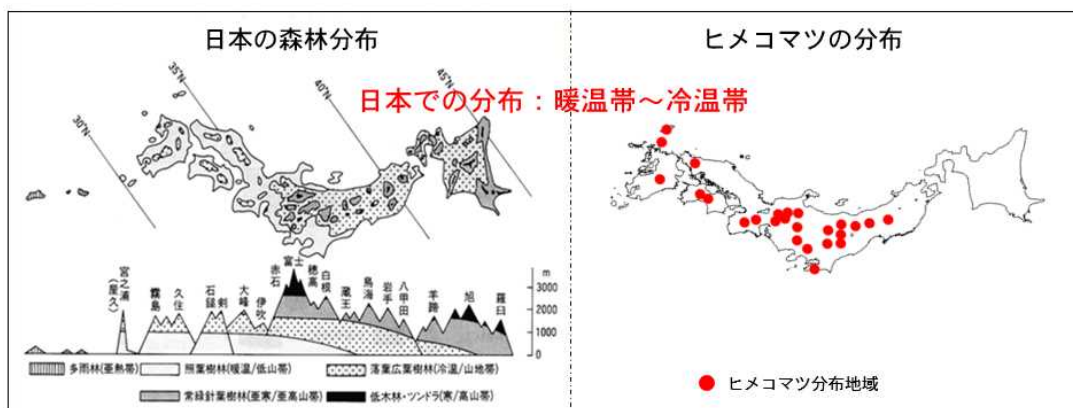 日本の森林分布
ヒメコマツの分布
日本での分布：暖温帯～冷温帯
30°N
35°N
40°N
45°N
宮之浦(屋久)
霧島
久住
石鎚
剣
大峰
伊吹
赤石
富士
穂高
白根
蔵王
鳥海
岩手
八甲田
羊蹄
旭
羅臼
m
3000
2000
1000
0
多雨林(亜熱帯)
照葉樹林(暖温/低山帯)
落葉広葉樹林(冷温/山地帯)
常緑針葉樹林(亜寒/亜高山帯)
低木林・ツンドラ(寒/高山帯)
ヒメコマツ分布地域